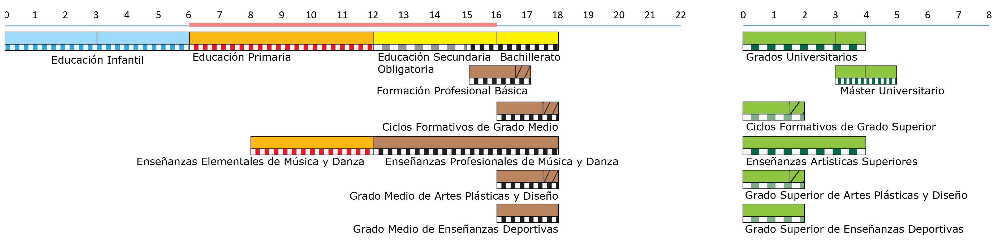 0 1 2 3 4 5 6 7 8 9 10 11 12 13 14 15 16 17 18 19 20 21 22
0 1 2 3 4 5 6 7 8
Educación Infantil
Educación Primaria
Educación Secundaria
Obligatoria
Bachillerato
Grados Universitarios
Formación Profesional Básica
Máster Universitario
Ciclos Formativos de Grado Medio
Ciclos Formativos de Grado Superior
Enseñanzas Elementales de Música y Danza
Enseñanzas Profesionales de Música y Danza
Enseñanzas Artísticas Superiores
Grado Medio de Artes Plásticas y Diseño
Grado Superior de Artes Plásticas y Diseño
Grado Medio de Enseñanzas Deportivas
Grado Superior de Enseñanzas Deportivas